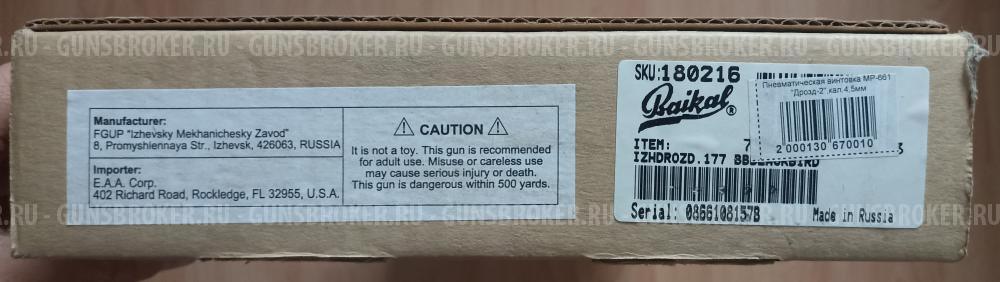 Manufacturer:
FGUP "Izhevsky Mekhanichesky Zavod"
8, Promyshiennaya Str., Izhevsk, 426063, RUSSIA
Importer:
E.A.A. Corp.
402 Richard Road, Rockledge, FL 32955, U.S.A.
CAUTION
It is not a toy. This gun is recommended
for adult use. Misuse or careless use
may cause serious injury or death.
This gun is dangerous within 500 yards.
SKU:180216
Baikal®
Пневматическая винтовка МР-661
"Дрозд-2",кал.4,5мм
2 000130 670010
ITEM: 7 3
IZHDROZD.177
Serial: 08661081578
Made in Russia
GUNSBROKER.RU - GUNSBROKER.RU - GUNSBROKER.RU - GUNSBROKER.RU